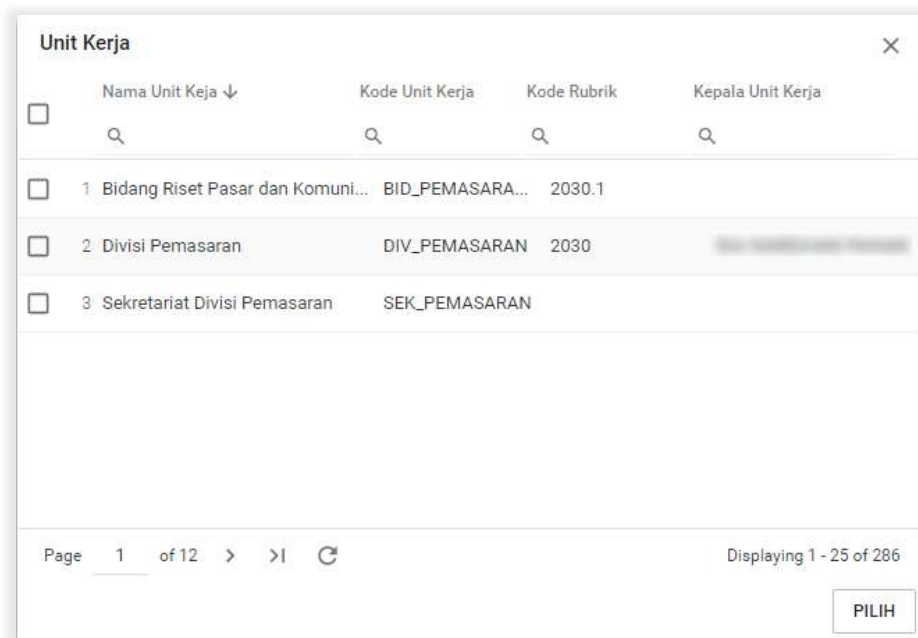 Unit Kerja
Nama Unit Keja Kode Unit Kerja Kode Rubrik Kepala Unit Kerja
1 Bidang Riset Pasar dan Komuni... BID_PEMASARA... 2030.1
2 Divisi Pemasaran DIV_PEMASARAN 2030
3 Sekretariat Divisi Pemasaran SEK_PEMASARAN
Page 1 of 12 Displaying 1 - 25 of 286
PILIH